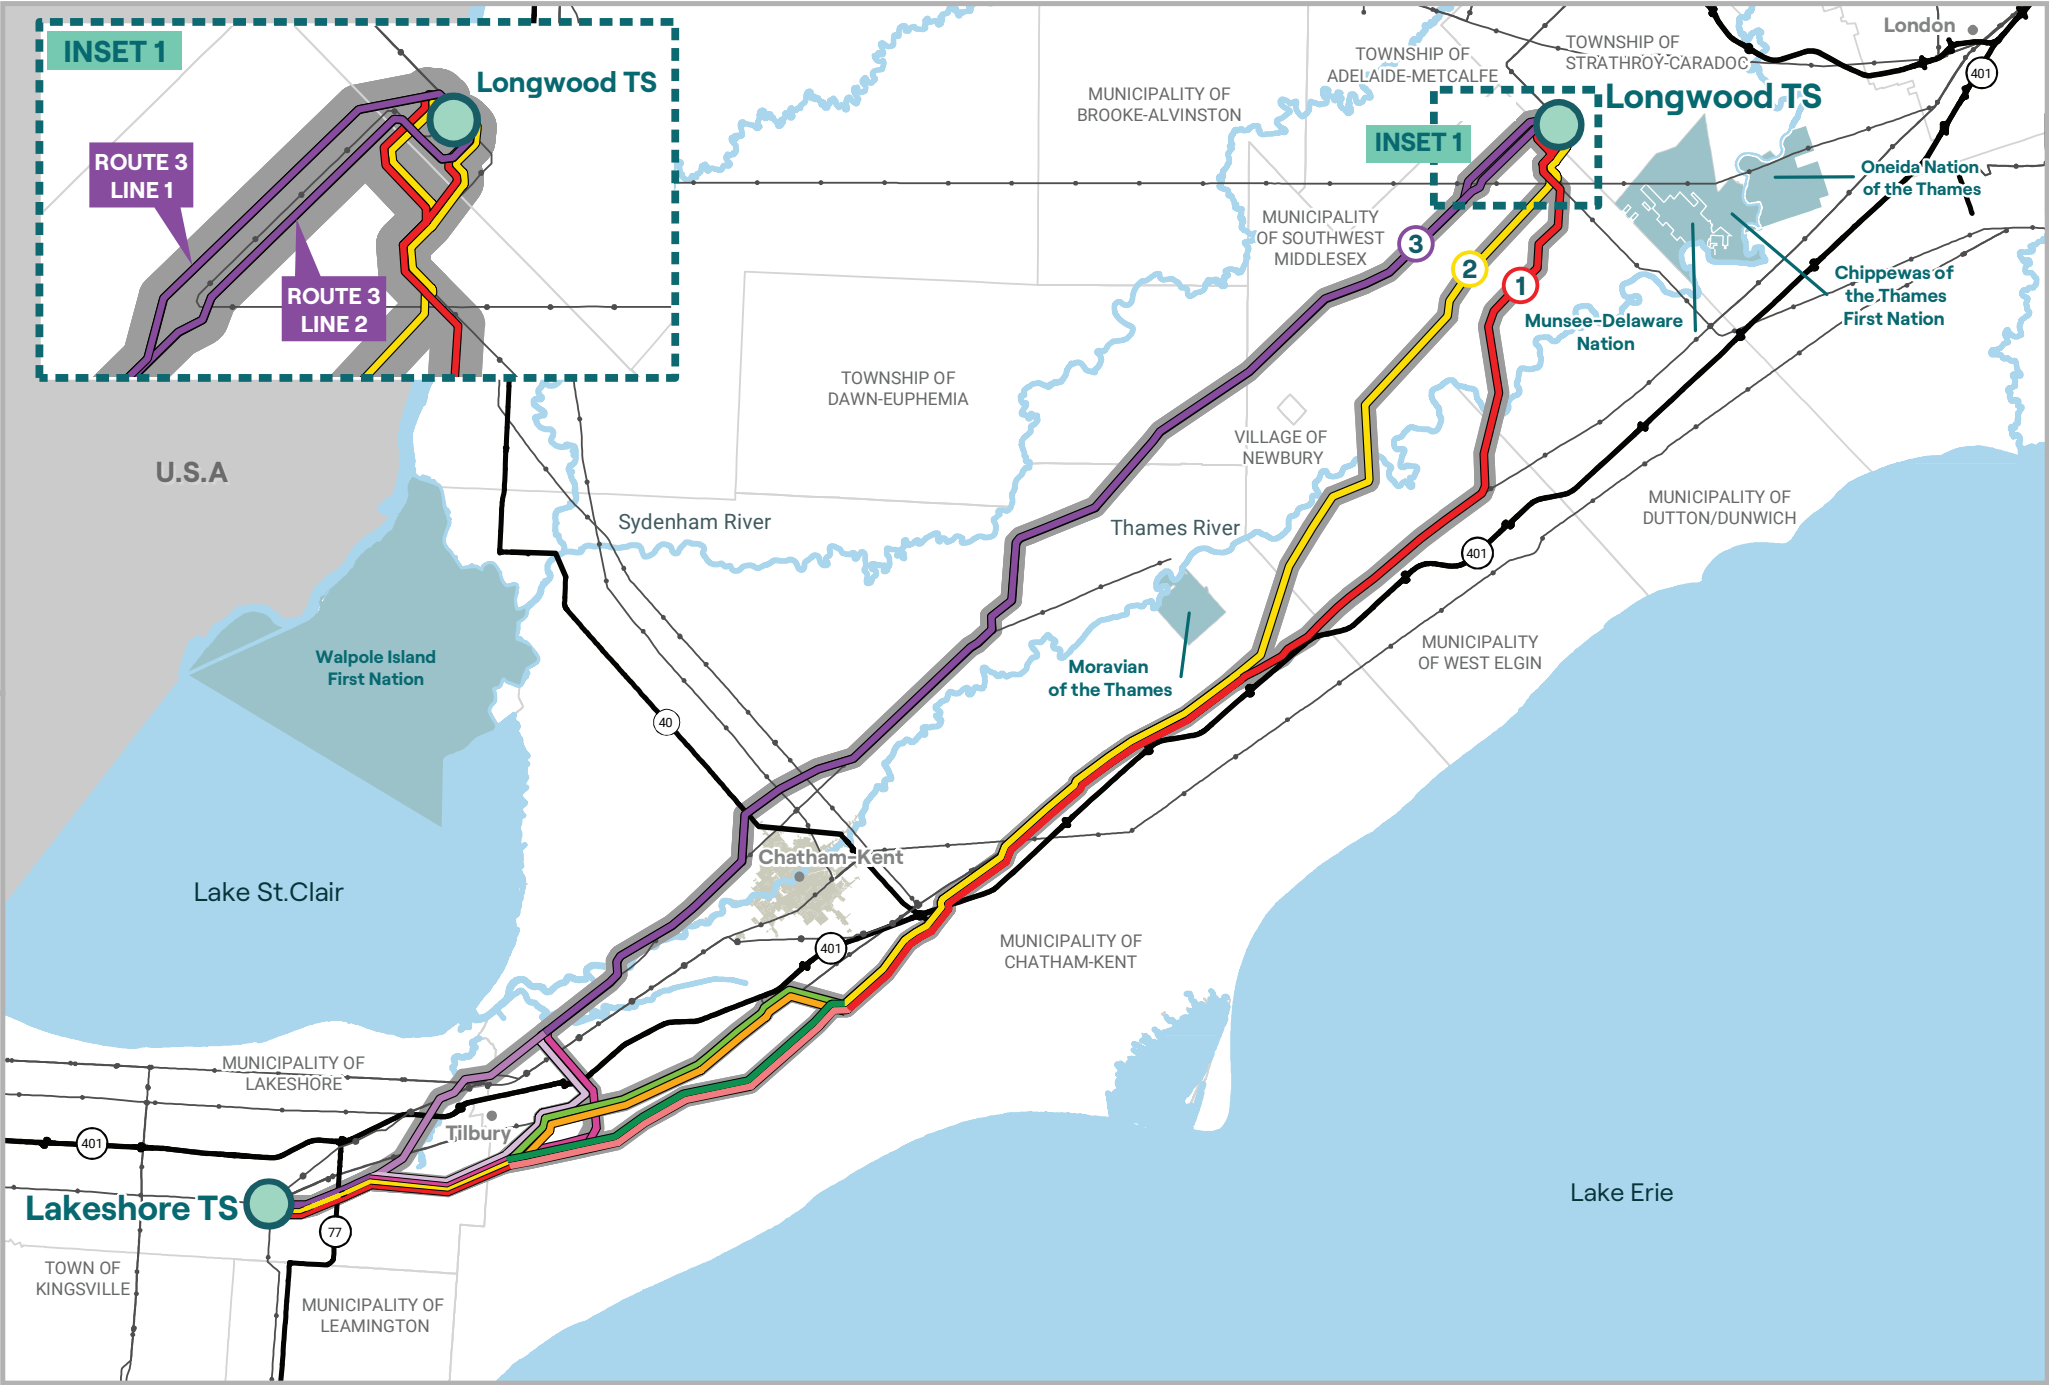 INSET 1
Longwood TS
ROUTE 3
LINE 1
ROUTE 3
LINE 2
London
TOWNSHIP OF
STRATHROY-CARADOC
TOWNSHIP OF
ADELAIDE-METCALFE
401
MUNICIPALITY OF
BROOKE-ALVINSTON
Longwood TS
INSET 1
Oneida Nation
of the Thames
MUNICIPALITY
OF SOUTHWEST
MIDDLESEX
3
2
1
Chippewas of
the Thames
First Nation
Munsee-Delaware
Nation
TOWNSHIP OF
DAWN-EUPHEMIA
VILLAGE OF
NEWBURY
U.S.A
MUNICIPALITY OF
DUTTON/DUNWICH
Sydenham River
Thames River
401
MUNICIPALITY
OF WEST ELGIN
Walpole Island
First Nation
Moravian
of the Thames
40
Chatham-Kent
Lake St.Clair
401
MUNICIPALITY OF
CHATHAM-KENT
MUNICIPALITY OF
LAKESHORE
Tilbury
401
Lake Erie
Lakeshore TS
77
TOWN OF
KINGSVILLE
MUNICIPALITY OF
LEAMINGTON